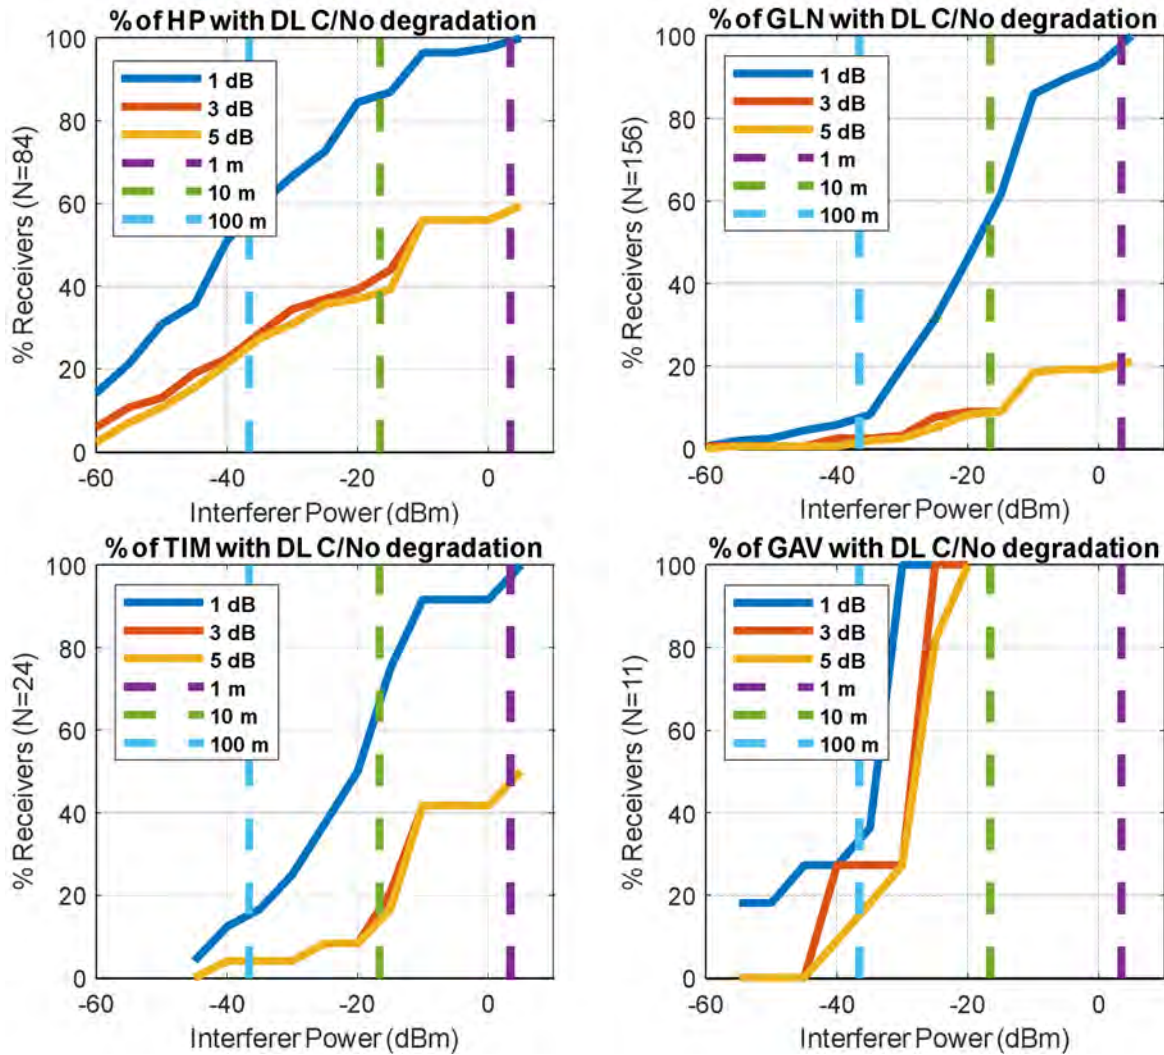 % of HP with DL C/No degradation
100
80
60
40
20
0
% Receivers (N=84)
1 dB
3 dB
5 dB
1 m
10 m
100 m
-60
-40
-20
0
Interferer Power (dBm)
% of GLN with DL C/No degradation
100
80
60
40
20
0
% Receivers (N=156)
1 dB
3 dB
5 dB
1 m
10 m
100 m
-60
-40
-20
0
Interferer Power (dBm)
% of TIM with DL C/No degradation
100
80
60
40
20
0
% Receivers (N=24)
1 dB
3 dB
5 dB
1 m
10 m
100 m
-60
-40
-20
0
Interferer Power (dBm)
% of GAV with DL C/No degradation
100
80
60
40
20
0
% Receivers (N=11)
1 dB
3 dB
5 dB
1 m
10 m
100 m
-60
-40
-20
0
Interferer Power (dBm)